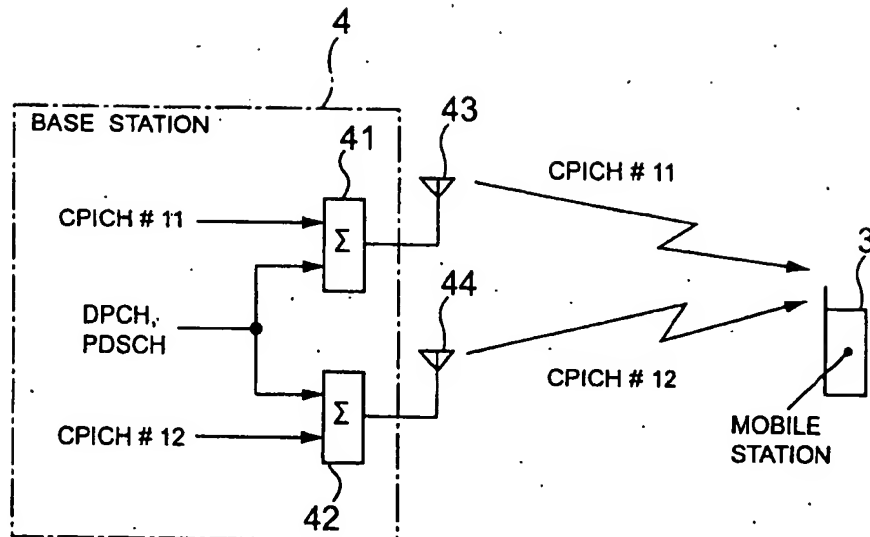 4
BASE STATION
41
43
CPICH # 11
CPICH # 11
Σ
3
44
DPCH,
PDSCH
CPICH # 12
Σ
CPICH # 12
MOBILE
STATION
42